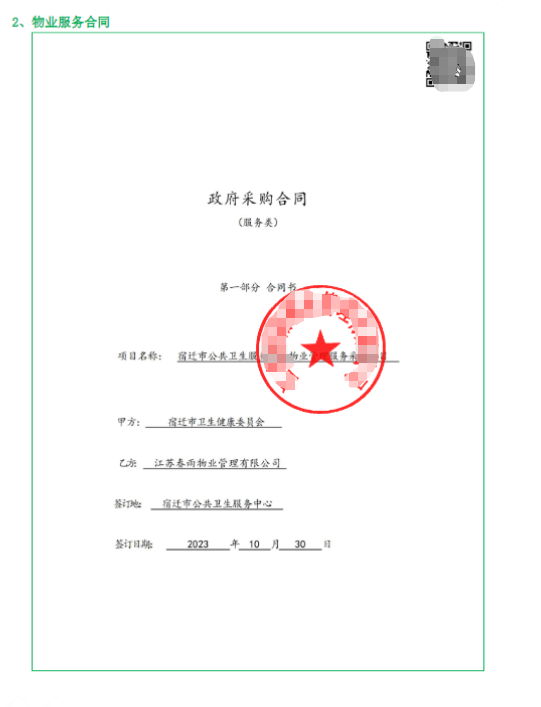 2、物业服务合同
政府采购合同
（服务类）
第一部分 合同书
项目名称： 宿迁市公共卫生服 物业管理服务采
甲方： 宿迁市卫生健康委员会
乙方： 江苏春雨物业管理有限公司
签订地： 宿迁市公共卫生服务中心
签订日期： 2023 年 10 月 30 日